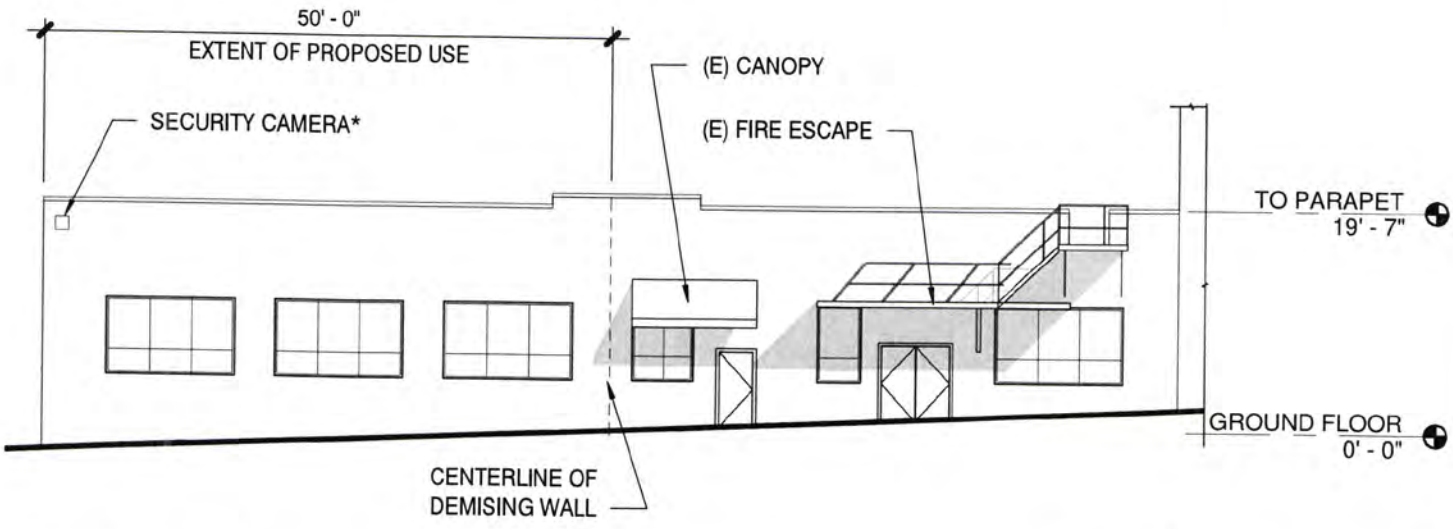 50' - 0"
EXTENT OF PROPOSED USE
(E) CANOPY
SECURITY CAMERA*
(E) FIRE ESCAPE
TO PARAPET
19' - 7"
GROUND FLOOR
0' - 0"
CENTERLINE OF
DEMISING WALL